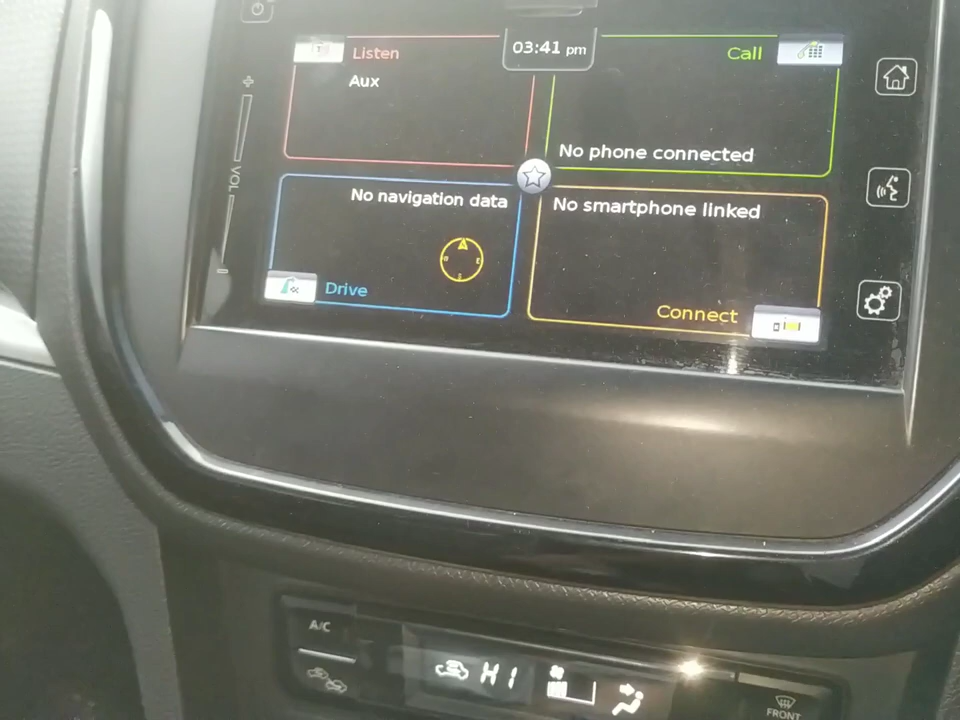 03:41 pm
Listen
Call
Aux
No phone connected
No navigation data
No smartphone linked
Drive
Connect
VOL
A/C
HI
FRONT